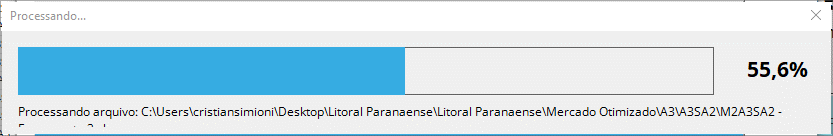 Processando...
55,6%
Processando arquivo: C:\Users\cristiansimioni\Desktop\Litoral Paranaense\Litoral Paranaense\Mercado Otimizado\A3\A3SA2\M2A3SA2 -